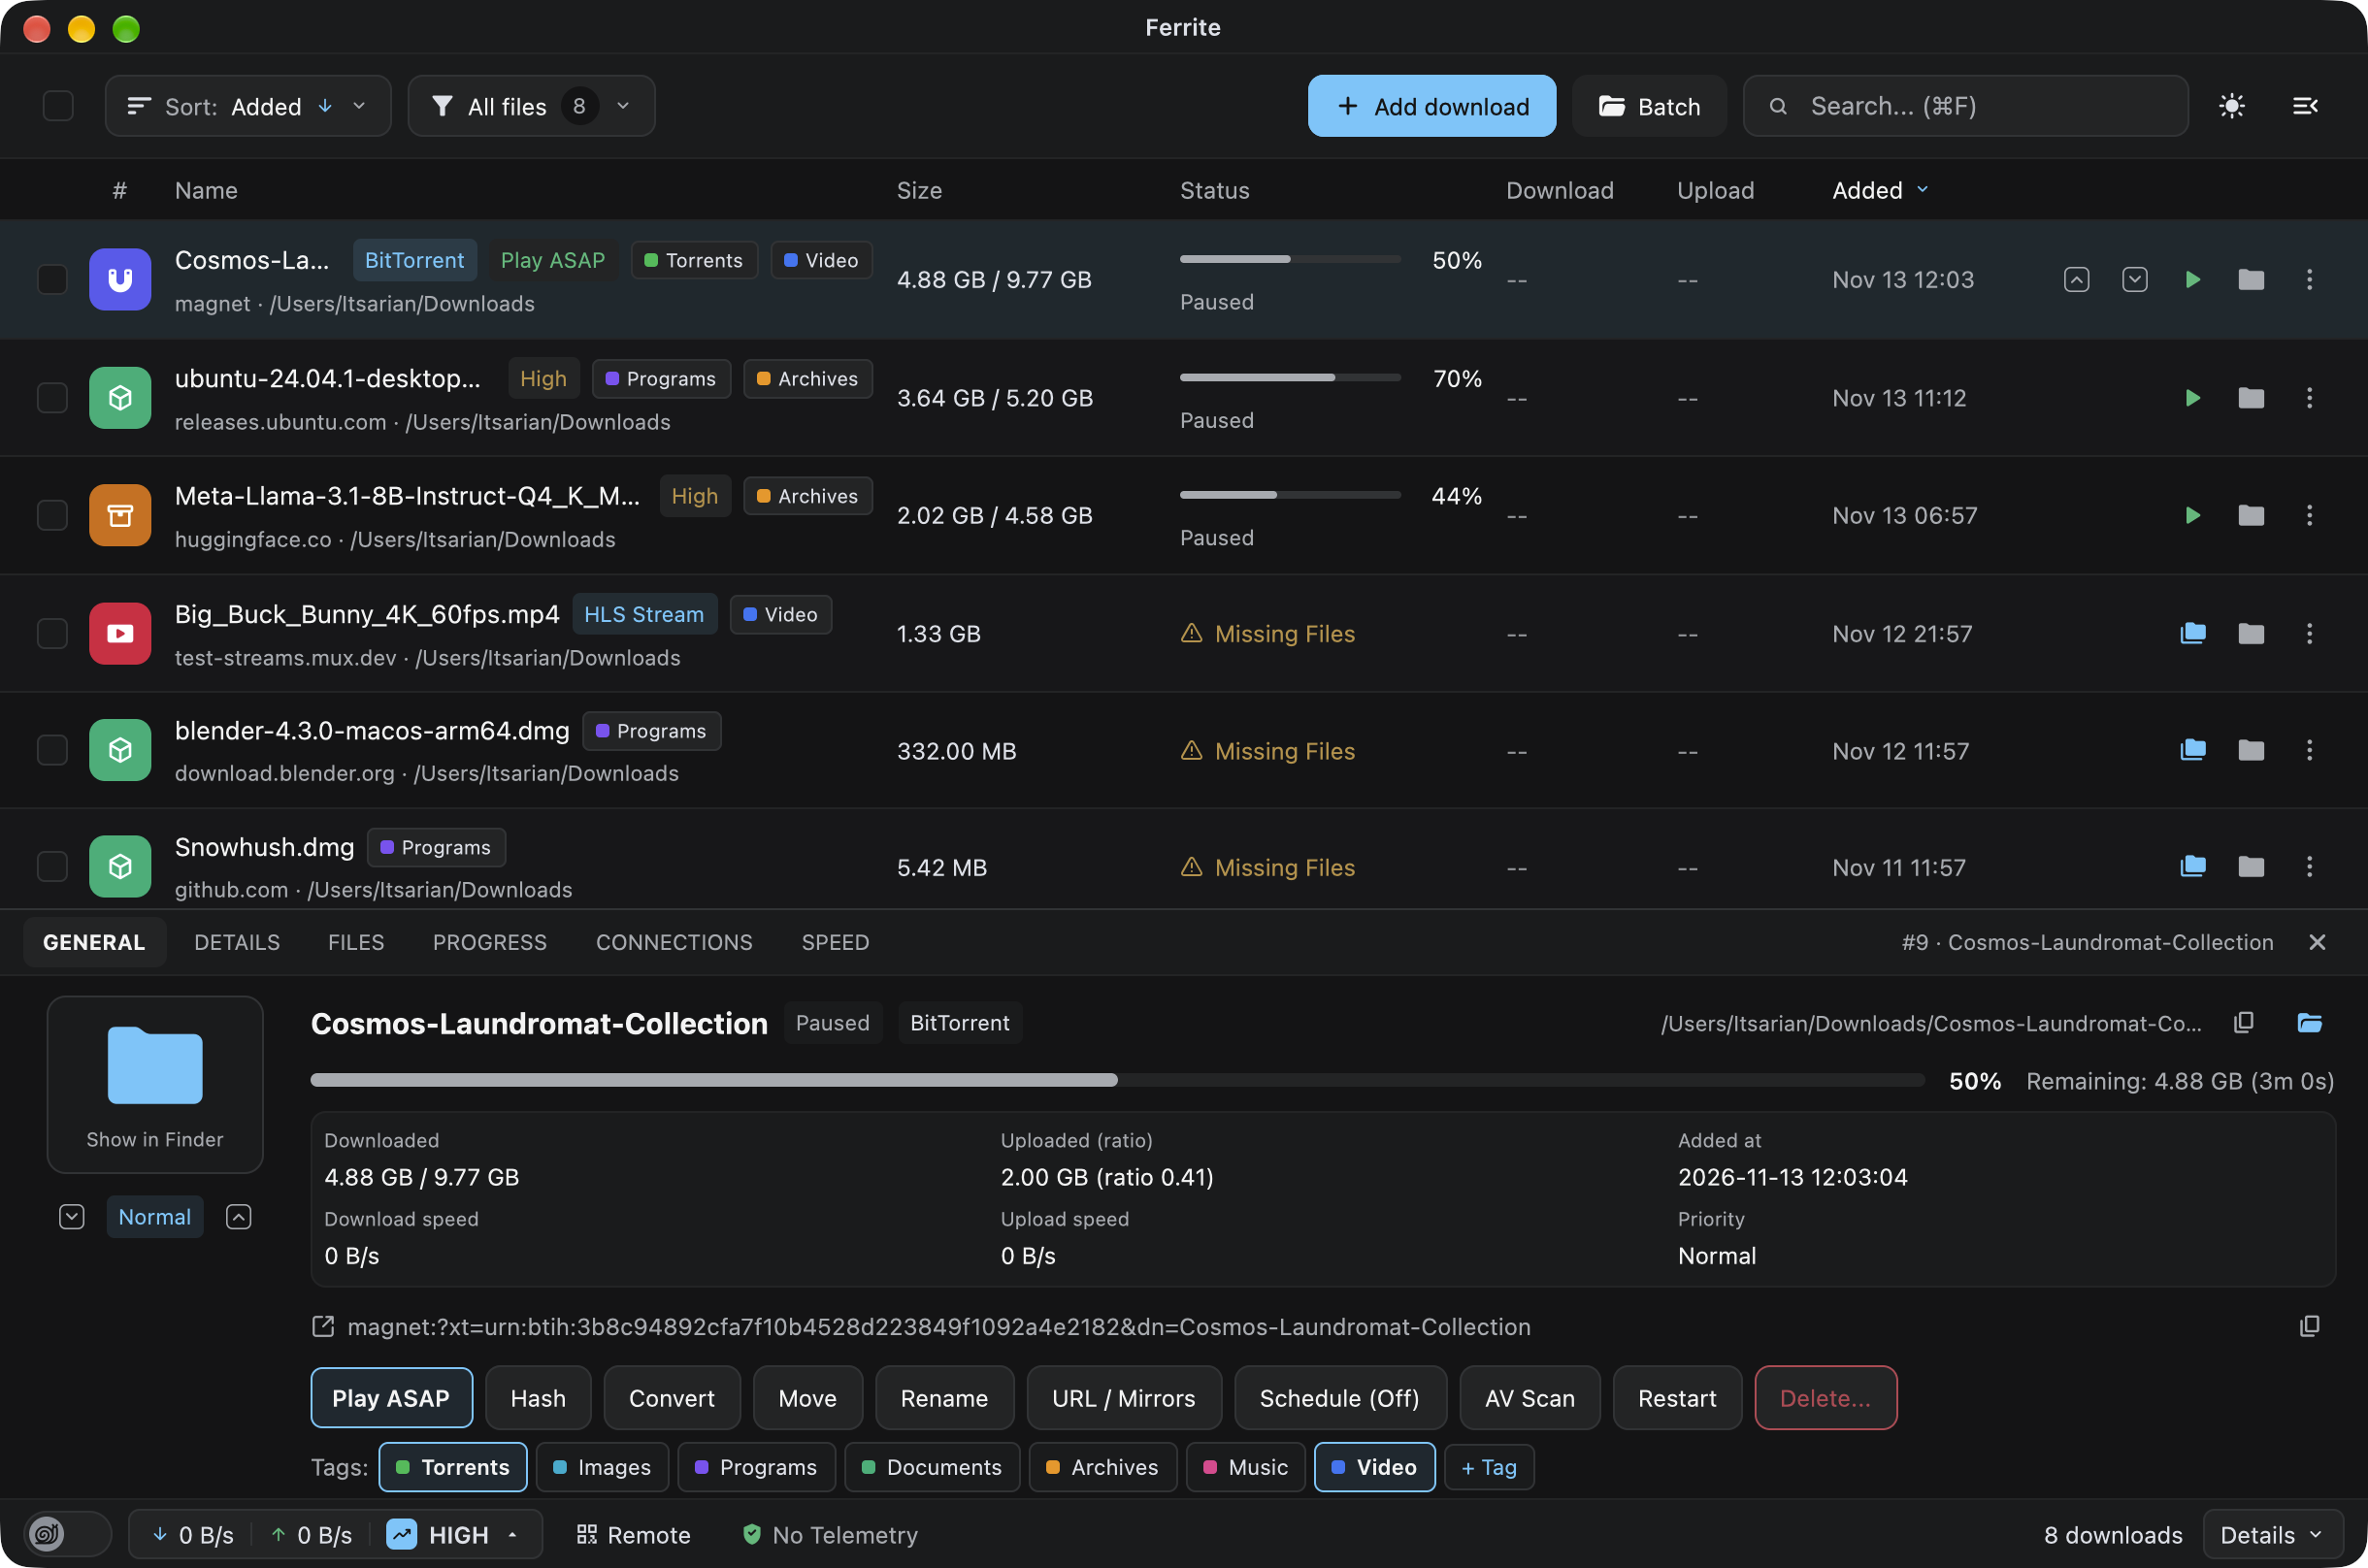 Ferrite
Sort: Added All files 8 Add download Batch Search... (⌘F)
# Name Size Status Download Upload Added
Cosmos-La... BitTorrent Play ASAP Torrents Video
magnet · /Users/Itsarian/Downloads
4.88 GB / 9.77 GB 50% -- -- Nov 13 12:03
Paused
ubuntu-24.04.1-desktop... High Programs Archives
releases.ubuntu.com · /Users/Itsarian/Downloads
3.64 GB / 5.20 GB 70% -- -- Nov 13 11:12
Paused
Meta-Llama-3.1-8B-Instruct-Q4_K_M... High Archives
huggingface.co · /Users/Itsarian/Downloads
2.02 GB / 4.58 GB 44% -- -- Nov 13 06:57
Paused
Big_Buck_Bunny_4K_60fps.mp4 HLS Stream Video
test-streams.mux.dev · /Users/Itsarian/Downloads
1.33 GB Missing Files -- -- Nov 12 21:57
blender-4.3.0-macos-arm64.dmg Programs
download.blender.org · /Users/Itsarian/Downloads
332.00 MB Missing Files -- -- Nov 12 11:57
Snowhush.dmg Programs
github.com · /Users/Itsarian/Downloads
5.42 MB Missing Files -- -- Nov 11 11:57
GENERAL DETAILS FILES PROGRESS CONNECTIONS SPEED #9 · Cosmos-Laundromat-Collection
Cosmos-Laundromat-Collection Paused BitTorrent /Users/Itsarian/Downloads/Cosmos-Laundromat-Co...
50% Remaining: 4.88 GB (3m 0s)
Show in Finder
Normal
Downloaded Uploaded (ratio) Added at
4.88 GB / 9.77 GB 2.00 GB (ratio 0.41) 2026-11-13 12:03:04
Download speed Upload speed Priority
0 B/s 0 B/s Normal
magnet:?xt=urn:btih:3b8c94892cfa7f10b4528d223849f1092a4e2182&dn=Cosmos-Laundromat-Collection
Play ASAP Hash Convert Move Rename URL / Mirrors Schedule (Off) AV Scan Restart Delete...
Tags: Torrents Images Programs Documents Archives Music Video + Tag
0 B/s 0 B/s HIGH Remote No Telemetry 8 downloads Details